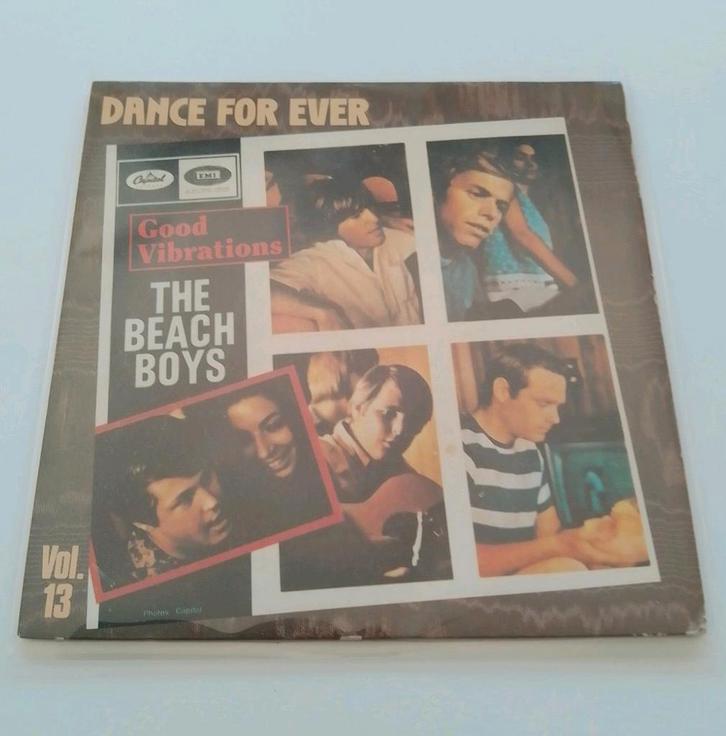 DANCE FOR EVER
Capitol
EMI
Good
Vibrations
THE
BEACH
BOYS
Vol.
13
Photos Capitol